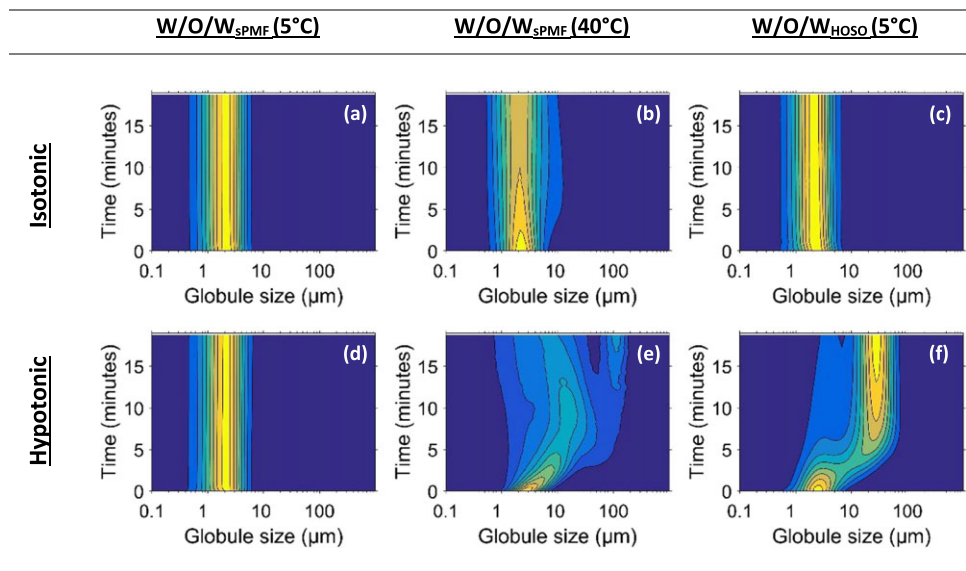 W/O/WsPMF (5°C) W/O/WsPMF (40°C) W/O/WHOSO (5°C)
Isotonic
(a)
Time (minutes)
15
10
5
0
0.1 1 10 100
Globule size (µm)
(b)
Time (minutes)
15
10
5
0
0.1 1 10 100
Globule size (µm)
(c)
Time (minutes)
15
10
5
0
0.1 1 10 100
Globule size (µm)
Hypotonic
(d)
Time (minutes)
15
10
5
0
0.1 1 10 100
Globule size (µm)
(e)
Time (minutes)
15
10
5
0
0.1 1 10 100
Globule size (µm)
(f)
Time (minutes)
15
10
5
0
0.1 1 10 100
Globule size (µm)